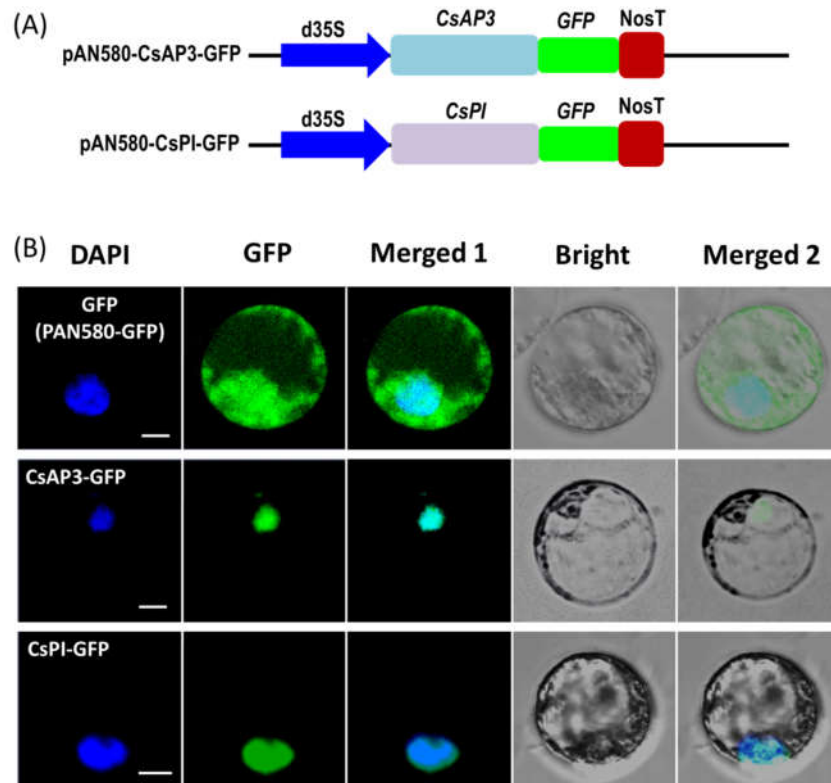 (A)
d35S CsAP3 GFP NosT
pAN580-CsAP3-GFP
d35S CsPI GFP NosT
pAN580-CsPI-GFP
(B)
DAPI GFP Merged 1 Bright Merged 2
GFP
(PAN580-GFP)
CsAP3-GFP
CsPI-GFP